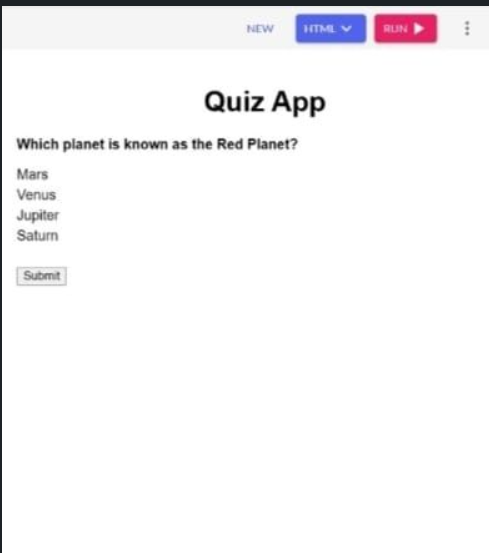 NEW HTML RUN
Quiz App
Which planet is known as the Red Planet?
Mars
Venus
Jupiter
Saturn
Submit